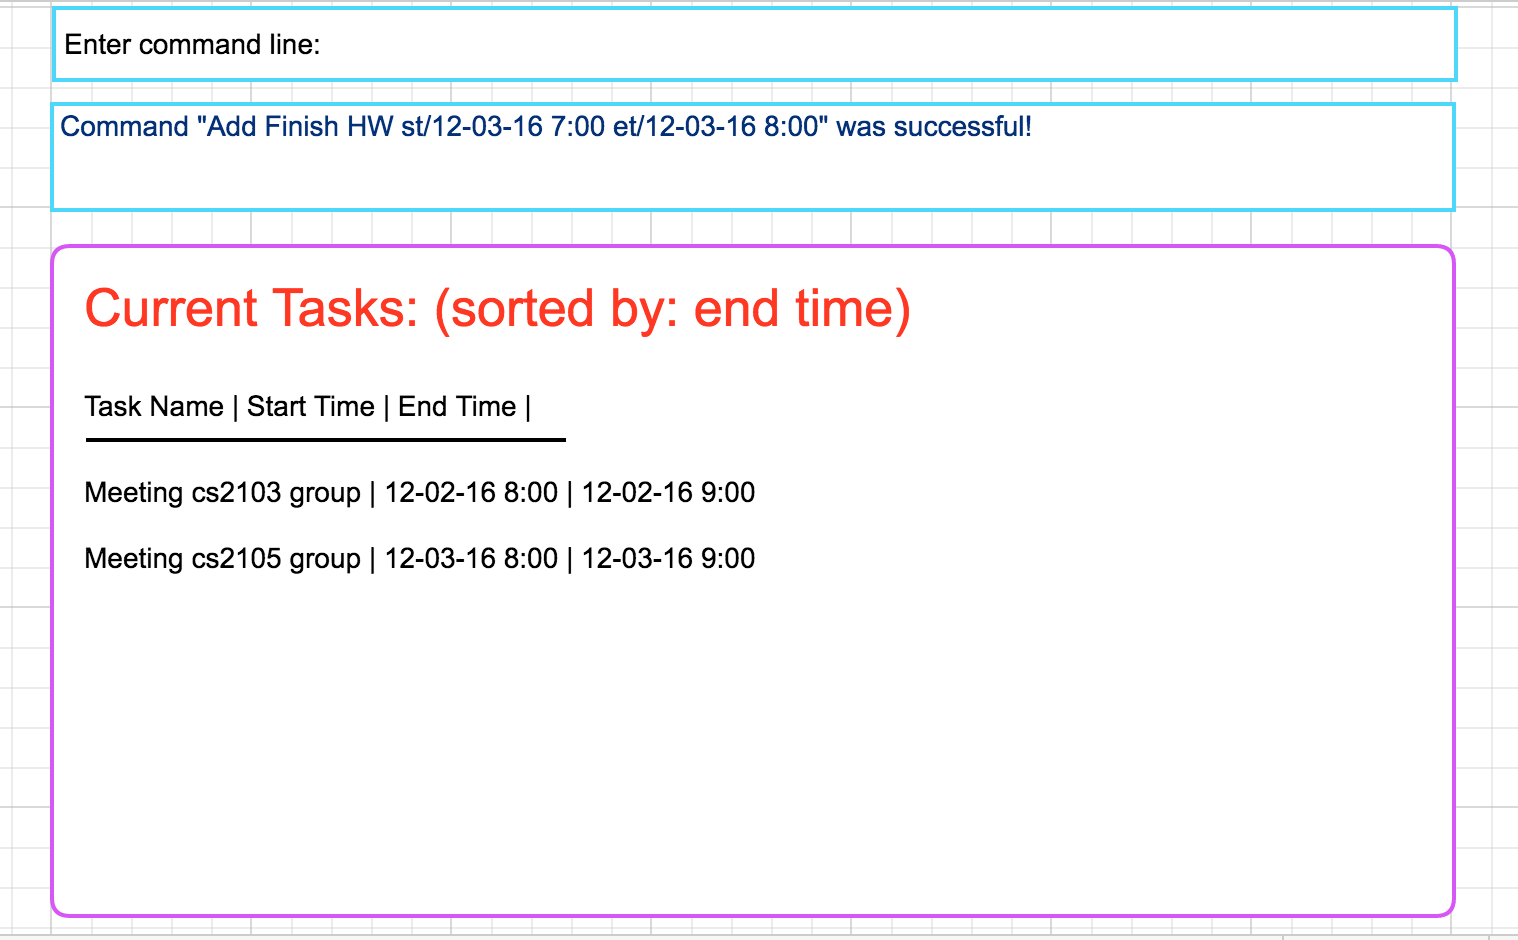 Enter command line:
Command "Add Finish HW st/12-03-16 7:00 et/12-03-16 8:00" was successful!
Current Tasks: (sorted by: end time)
Task Name | Start Time | End Time |
Meeting cs2103 group | 12-02-16 8:00 | 12-02-16 9:00
Meeting cs2105 group | 12-03-16 8:00 | 12-03-16 9:00